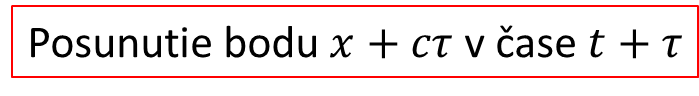 Posunutie bodu 𝑥 + 𝑐𝜏 v čase 𝑡 + 𝜏